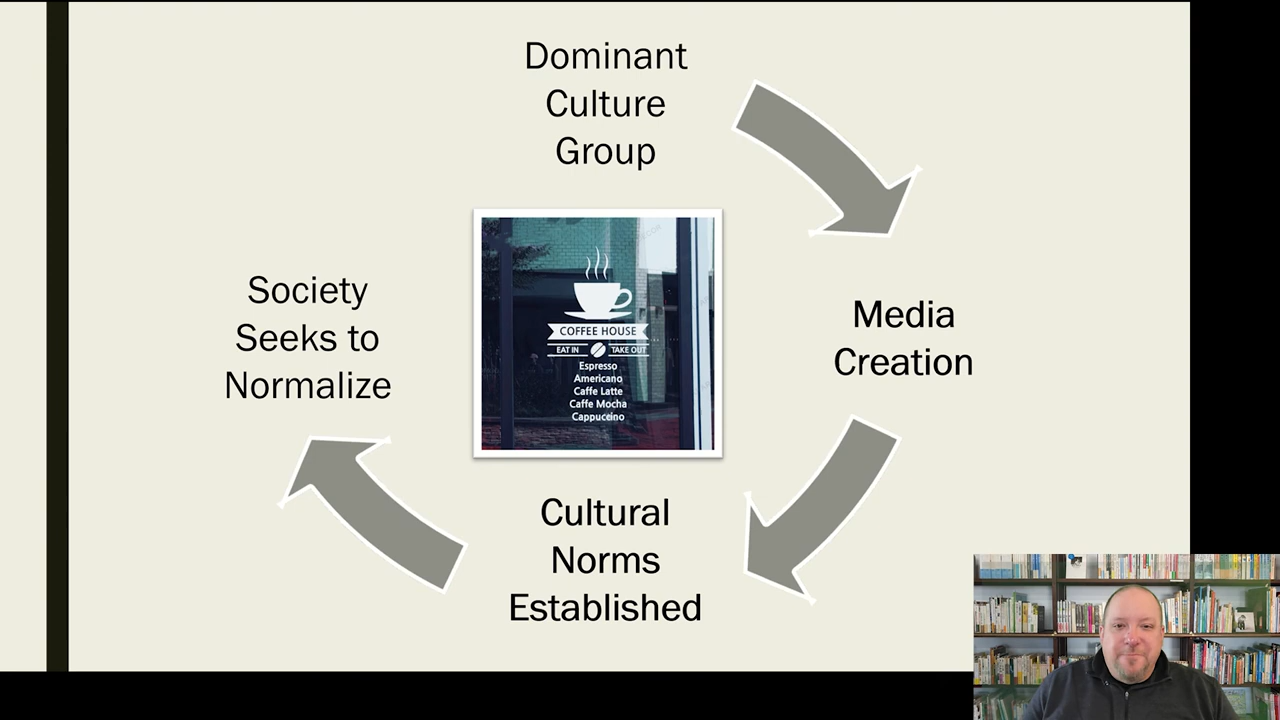 Dominant
Culture
Group
Media
Creation
Cultural
Norms
Established
Society
Seeks to
Normalize
COFFEE HOUSE
EAT IN TAKE OUT
Espresso
Americano
Caffe Latte
Caffe Mocha
Cappuccino